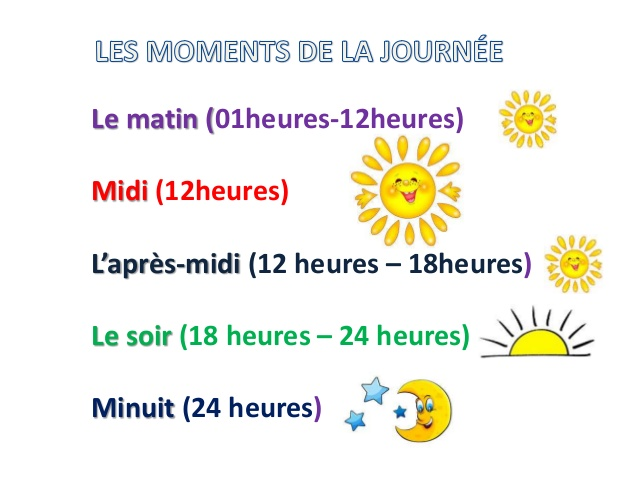 LES MOMENTS DE LA JOURNÉE
Le matin (01heures-12heures)
Midi (12heures)
L’après-midi (12 heures – 18heures)
Le soir (18 heures – 24 heures)
Minuit (24 heures)